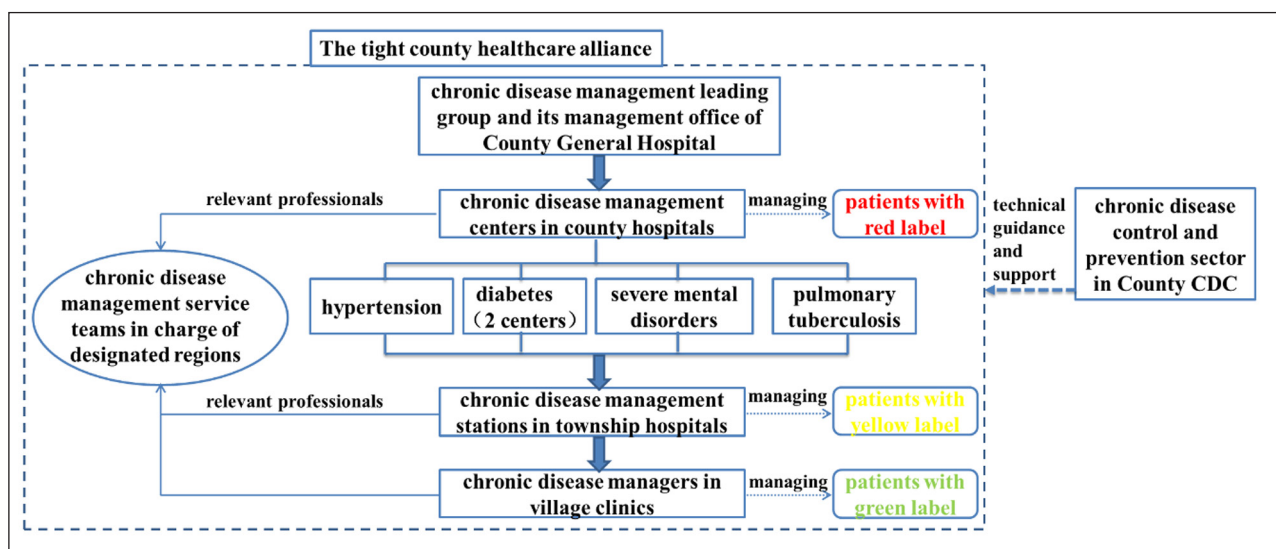 The tight county healthcare alliance
chronic disease management leading
group and its management office of
County General Hospital
relevant professionals
chronic disease management
centers in county hospitals
managing
patients with
red label
technical
guidance
and
support
chronic disease
control and
prevention sector
in County CDC
chronic disease
management service
teams in charge of
designated regions
hypertension
diabetes
（2 centers）
severe mental
disorders
pulmonary
tuberculosis
relevant professionals
chronic disease management
stations in township hospitals
managing
patients with
yellow label
chronic disease managers in
village clinics
managing
patients with
green label